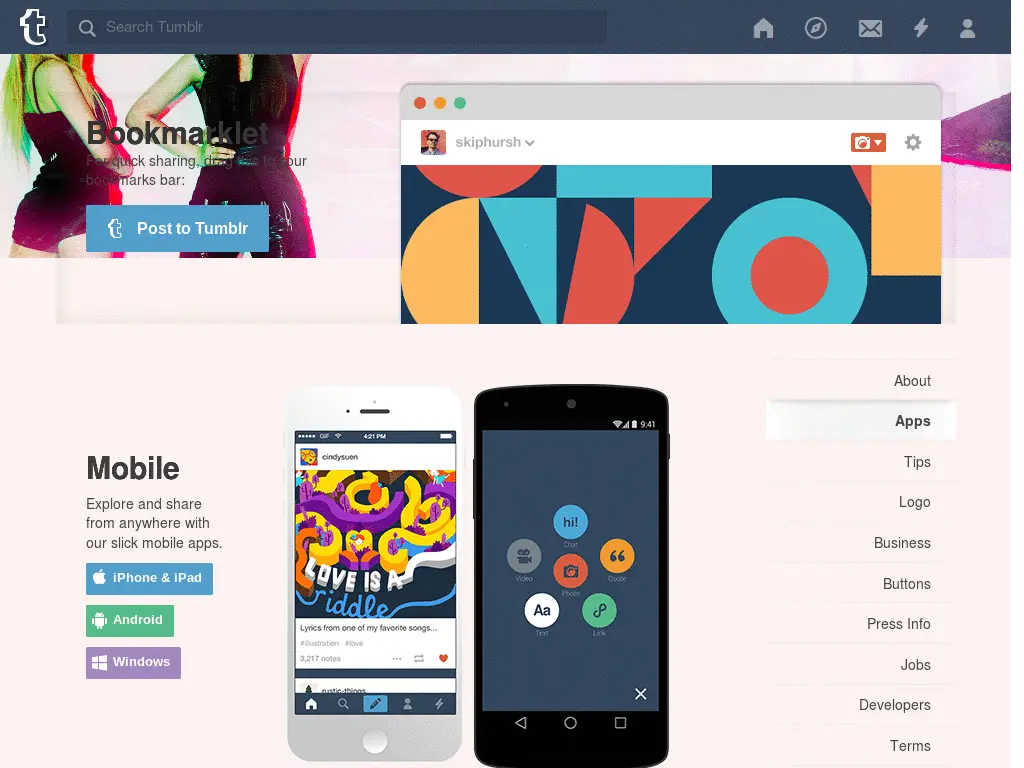 Search Tumblr
Bookmarklet
For quick sharing, drag this to your
bookmarks bar:
Post to Tumblr
skiphursh
Mobile
Explore and share
from anywhere with
our slick mobile apps.
iPhone & iPad
Android
Windows
GIF
4:21 PM
cindysuen
LOVE IS A
riddle
Lyrics from one of my favorite songs...
#illustration #love
3,217 notes
rustic-things
9:41
hi!
Chat
Video
Quote
Photo
Aa
Text
Link
About
Apps
Tips
Logo
Business
Buttons
Press Info
Jobs
Developers
Terms